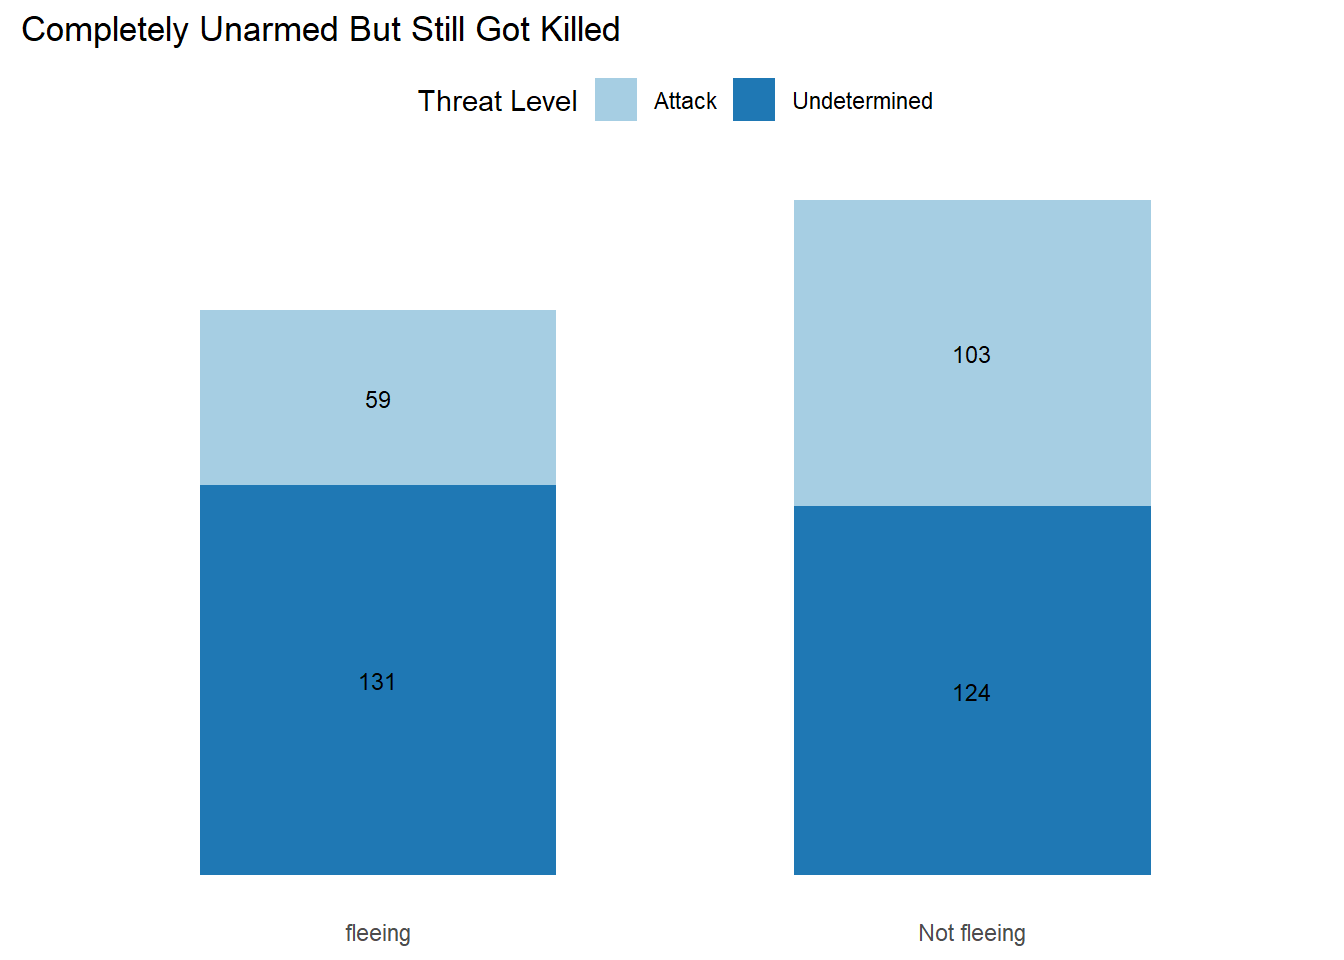 Completely Unarmed But Still Got Killed
Threat Level Attack Undetermined
103
59
131
124
fleeing Not fleeing